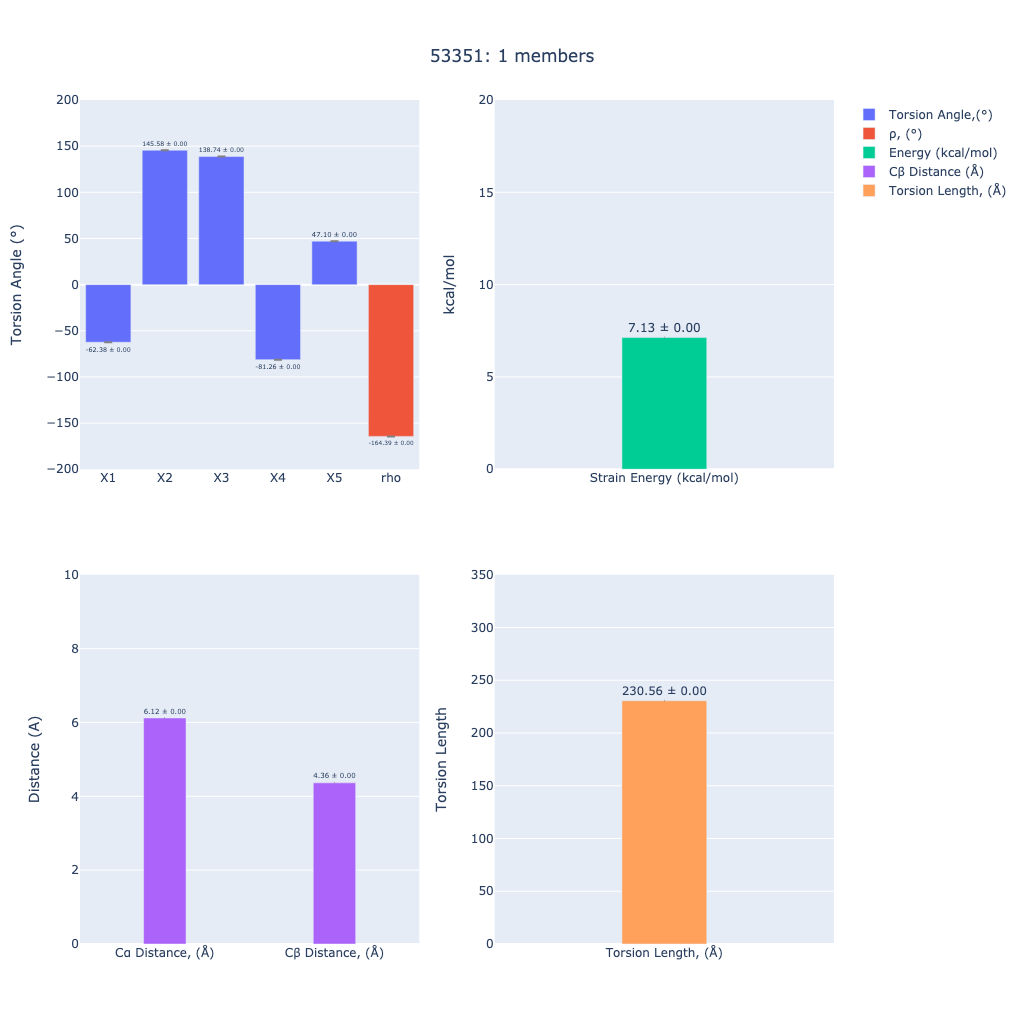 53351: 1 members
200
150
100
50
0
−50
−100
−150
−200
Torsion Angle (°)
145.58 ± 0.00
138.74 ± 0.00
47.10 ± 0.00
-62.38 ± 0.00
-81.26 ± 0.00
-164.39 ± 0.00
X1 X2 X3 X4 X5 rho
20
15
10
5
0
kcal/mol
7.13 ± 0.00
Strain Energy (kcal/mol)
Torsion Angle,(°)
ρ, (°)
Energy (kcal/mol)
Cβ Distance (Å)
Torsion Length, (Å)
10
8
6
4
2
0
Distance (A)
6.12 ± 0.00
4.36 ± 0.00
Cα Distance, (Å) Cβ Distance, (Å)
350
300
250
200
150
100
50
0
Torsion Length
230.56 ± 0.00
Torsion Length, (Å)